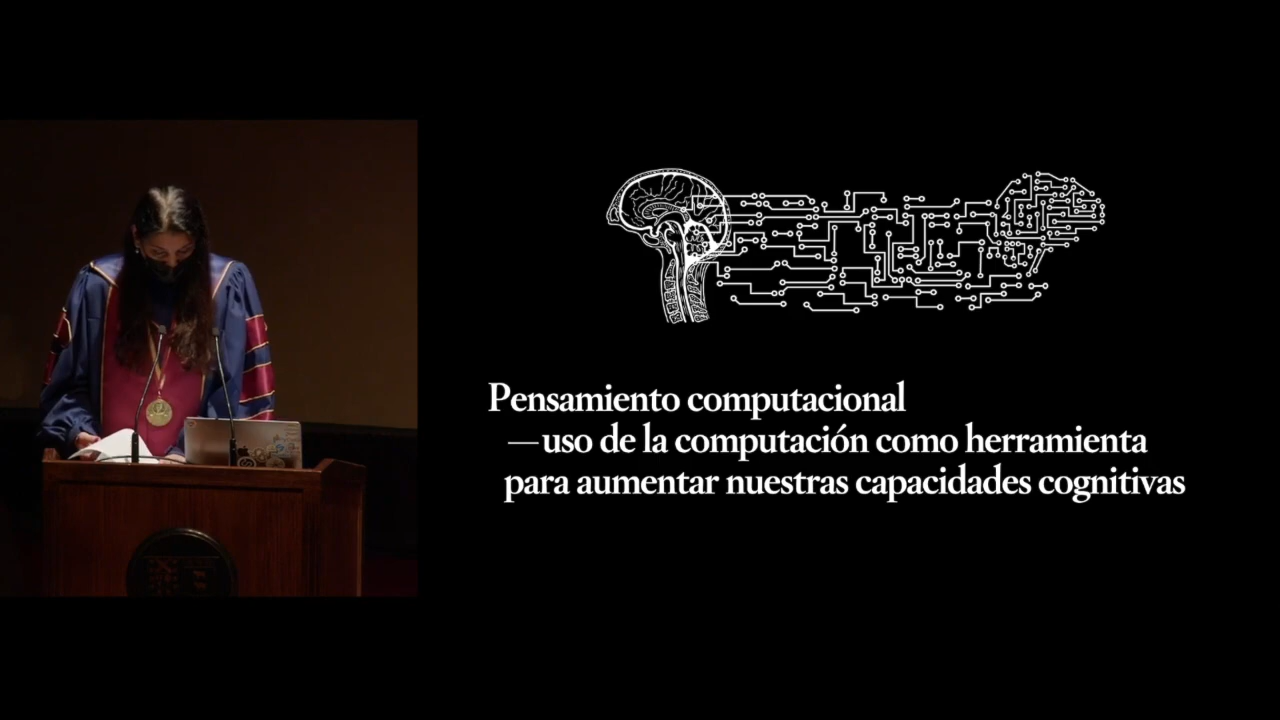 Pensamiento computacional
—uso de la computación como herramienta
para aumentar nuestras capacidades cognitivas